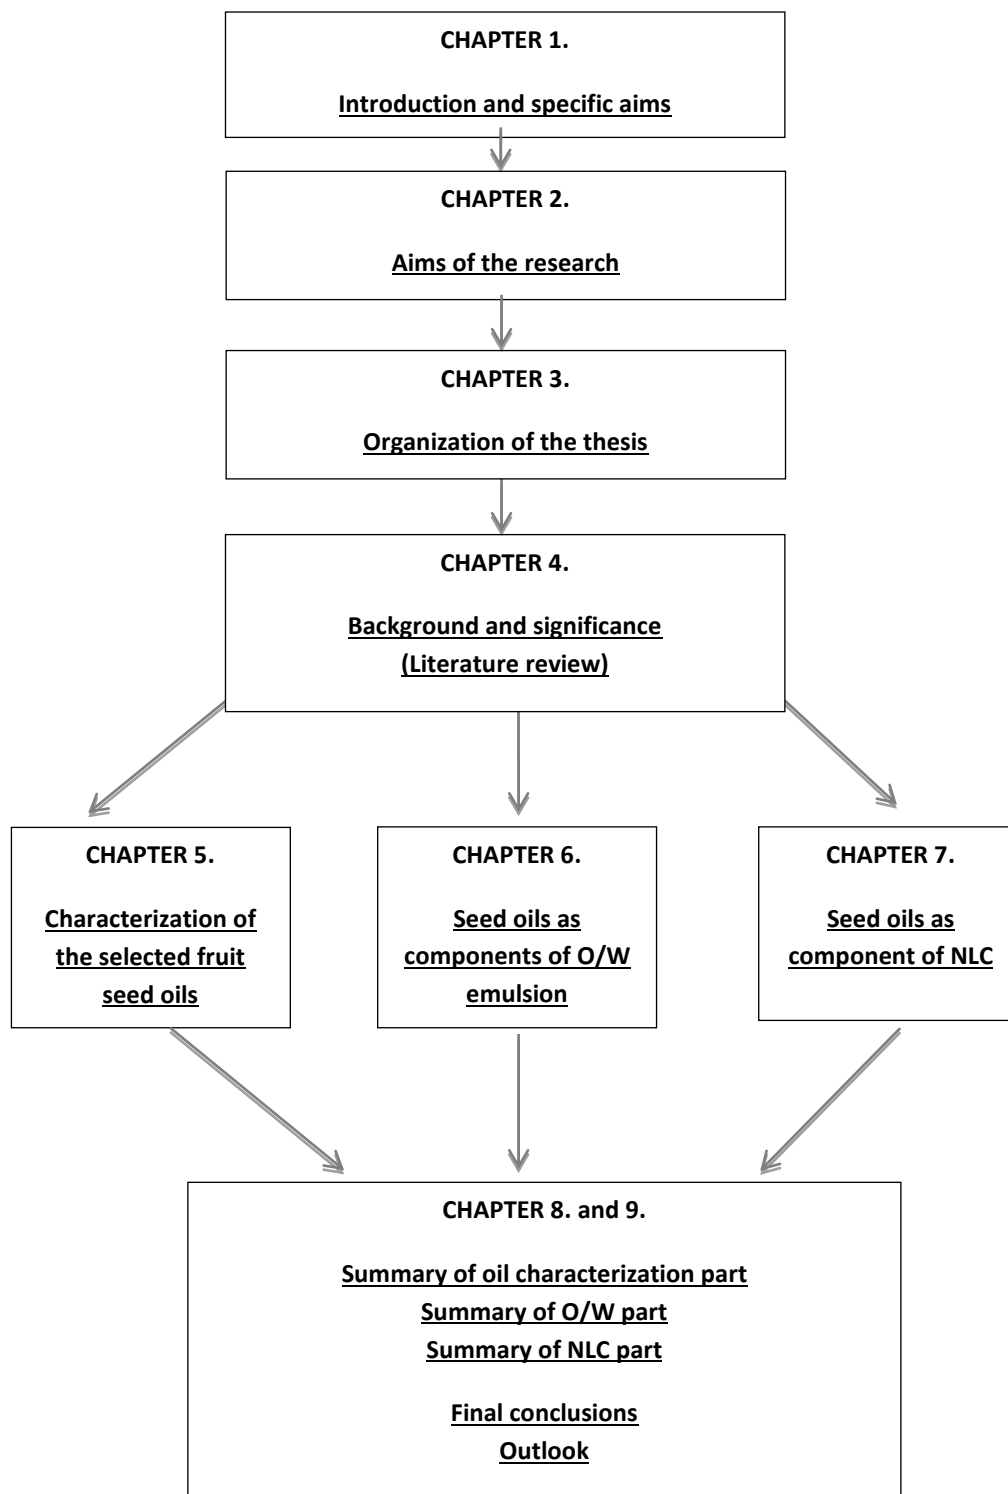 CHAPTER 1.
Introduction and specific aims
CHAPTER 2.
Aims of the research
CHAPTER 3.
Organization of the thesis
CHAPTER 4.
Background and significance
(Literature review)
CHAPTER 5.
Characterization of
the selected fruit
seed oils
CHAPTER 6.
Seed oils as
components of O/W
emulsion
CHAPTER 7.
Seed oils as
component of NLC
CHAPTER 8. and 9.
Summary of oil characterization part
Summary of O/W part
Summary of NLC part
Final conclusions
Outlook